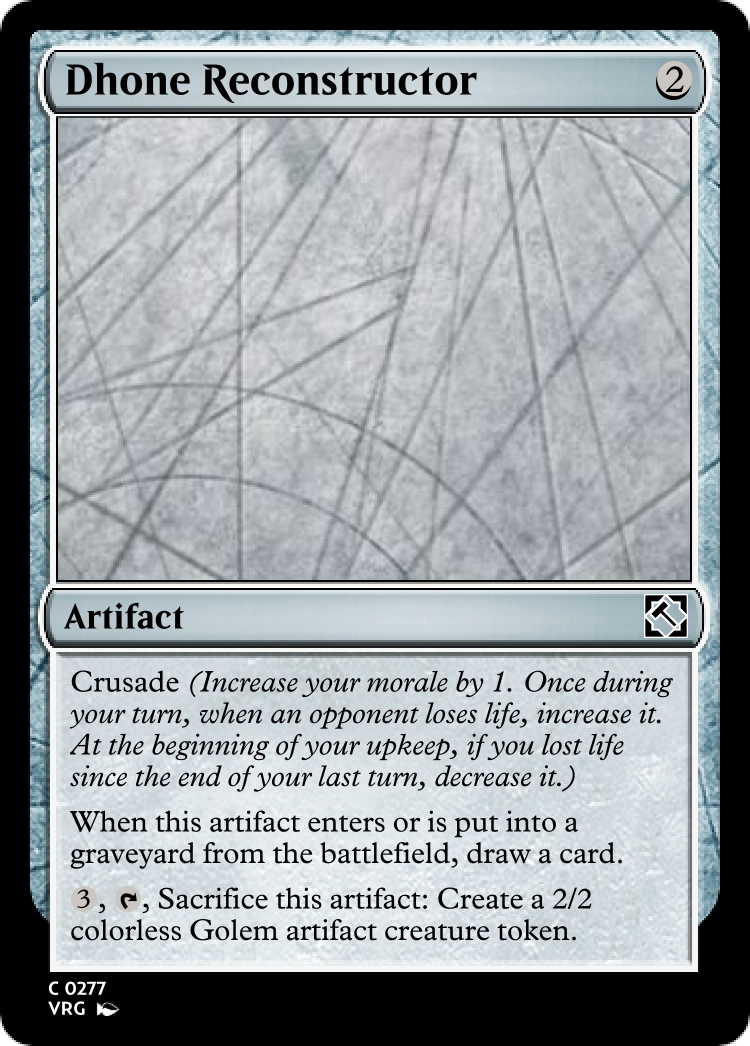 Dhone Reconstructor 2
Artifact
Crusade (Increase your morale by 1. Once during
your turn, when an opponent loses life, increase it.
At the beginning of your upkeep, if you lost life
since the end of your last turn, decrease it.)
When this artifact enters or is put into a
graveyard from the battlefield, draw a card.
3, , Sacrifice this artifact: Create a 2/2
colorless Golem artifact creature token.
C 0277
VRG